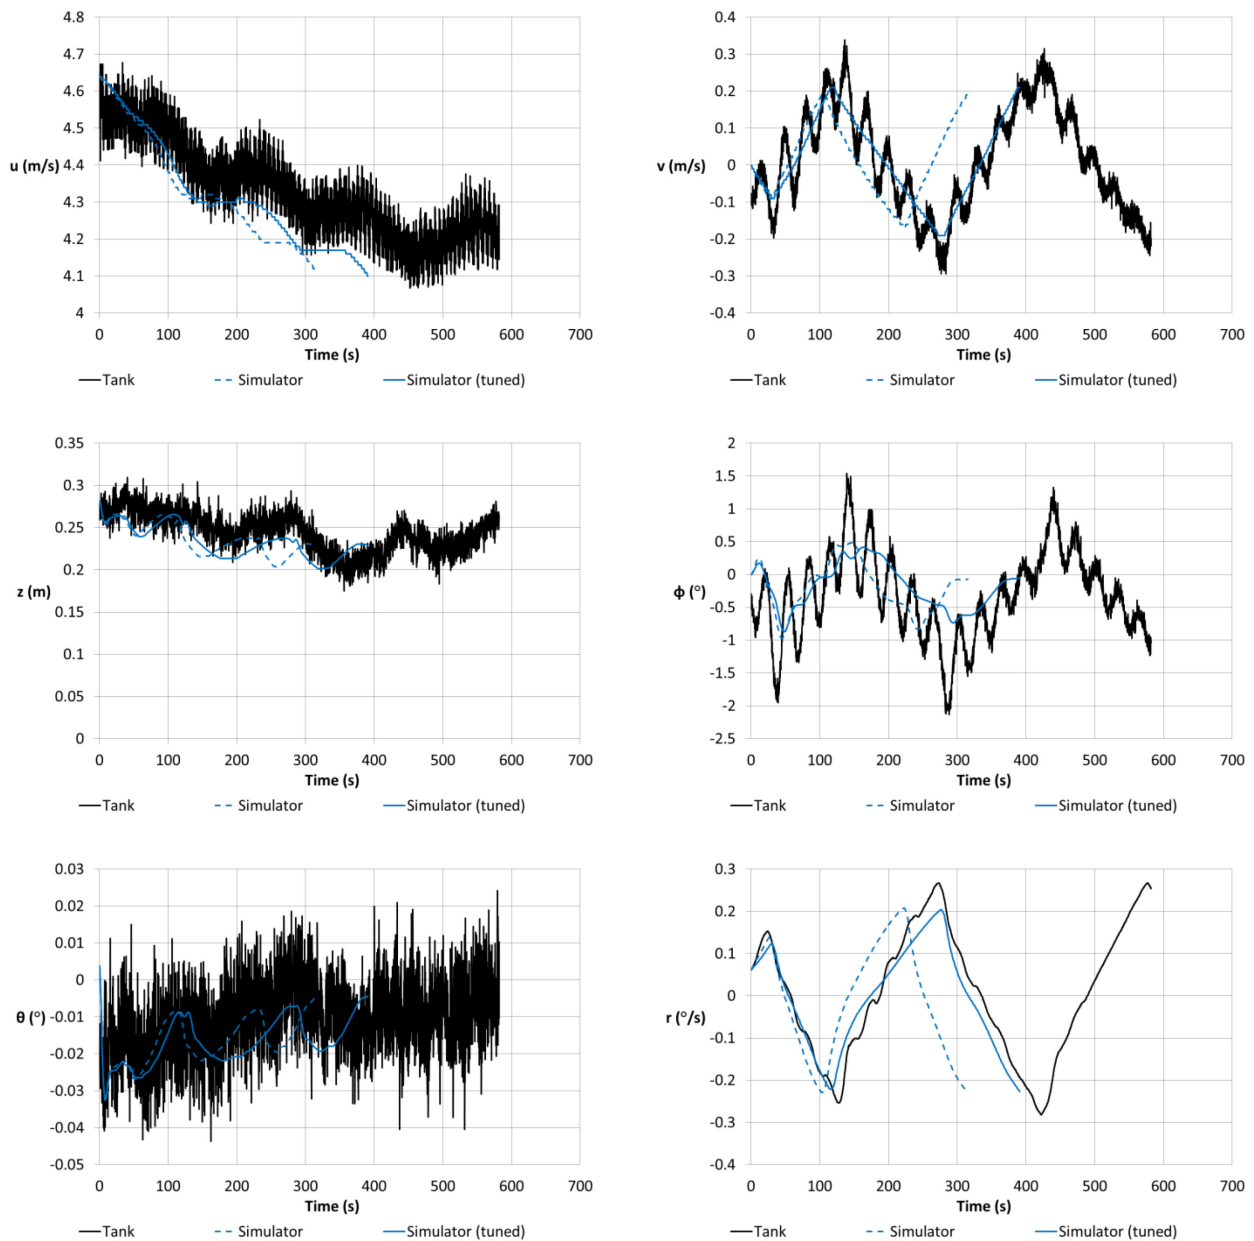 4.8
4.7
4.6
4.5
u (m/s) 4.4
4.3
4.2
4.1
4
0 100 200 300 400 500 600 700
Time (s)
Tank Simulator Simulator (tuned)
0.4
0.3
0.2
0.1
v (m/s) 0
-0.1
-0.2
-0.3
-0.4
0 100 200 300 400 500 600 700
Time (s)
Tank Simulator Simulator (tuned)
0.35
0.3
0.25
0.2
z (m)
0.15
0.1
0.05
0
0 100 200 300 400 500 600 700
Time (s)
Tank Simulator Simulator (tuned)
2
1.5
1
0.5
0
ϕ (°)
-0.5
-1
-1.5
-2
-2.5
0 100 200 300 400 500 600 700
Time (s)
Tank Simulator Simulator (tuned)
0.03
0.02
0.01
0
θ (°) -0.01
-0.02
-0.03
-0.04
-0.05
0 100 200 300 400 500 600 700
Time (s)
Tank Simulator Simulator (tuned)
0.3
0.2
0.1
0
r (°/s)
-0.1
-0.2
-0.3
-0.4
0 100 200 300 400 500 600 700
Time (s)
Tank Simulator Simulator (tuned)